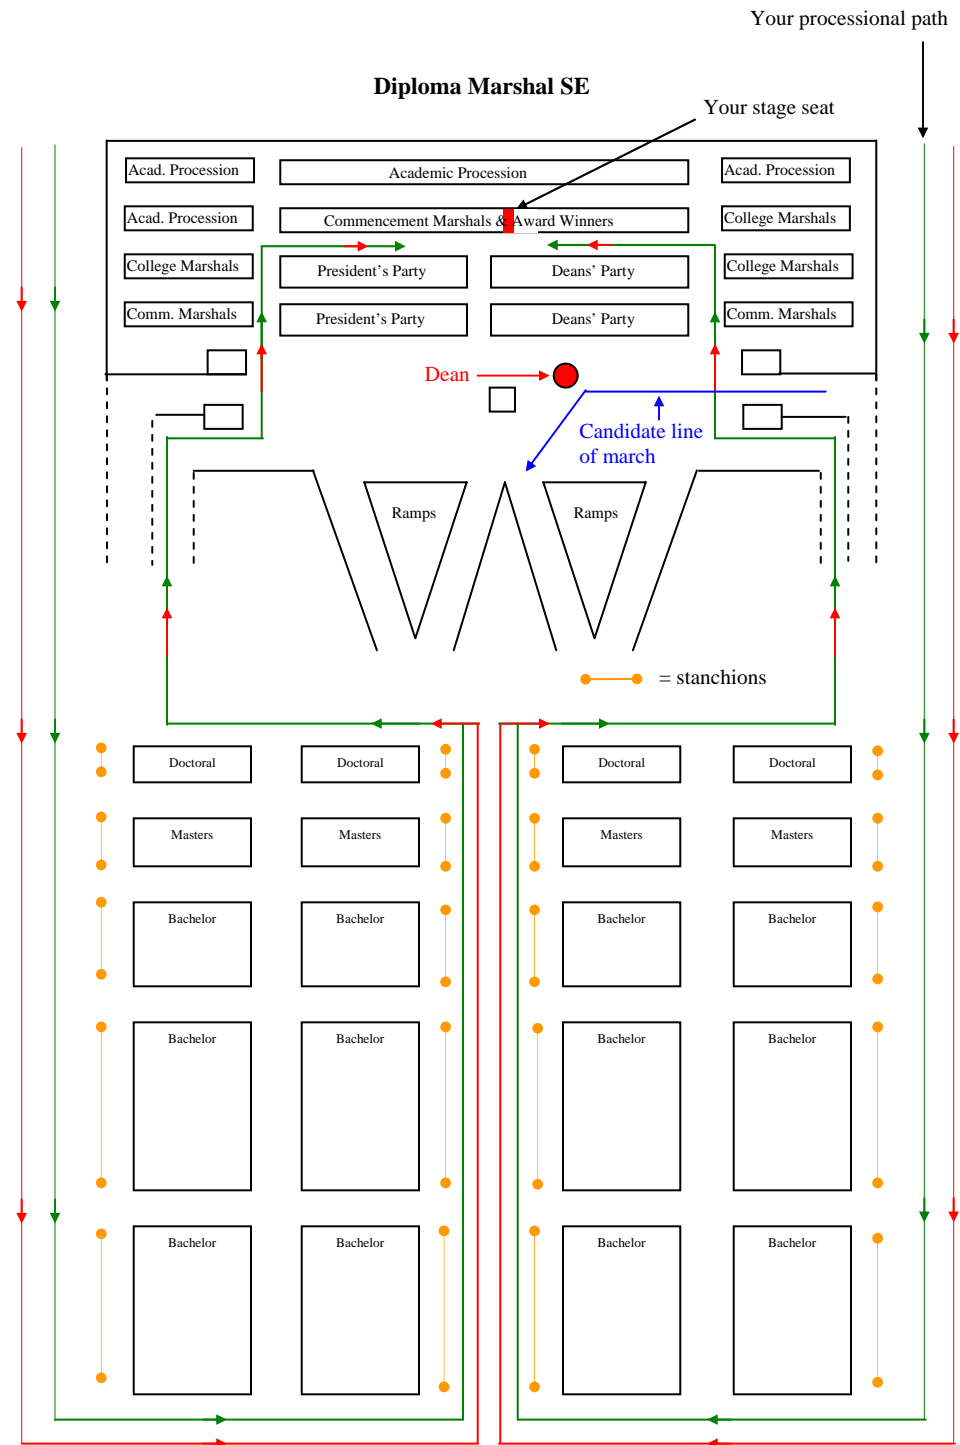 Your processional path
Diploma Marshal SE
Your stage seat
Acad. Procession
Academic Procession
Acad. Procession
Acad. Procession
Commencement Marshals & Award Winners
College Marshals
College Marshals
President's Party
Deans' Party
College Marshals
Comm. Marshals
President's Party
Deans' Party
Comm. Marshals
Dean
Candidate line
of march
Ramps
Ramps
= stanchions
Doctoral
Doctoral
Doctoral
Doctoral
Masters
Masters
Masters
Masters
Bachelor
Bachelor
Bachelor
Bachelor
Bachelor
Bachelor
Bachelor
Bachelor
Bachelor
Bachelor
Bachelor
Bachelor